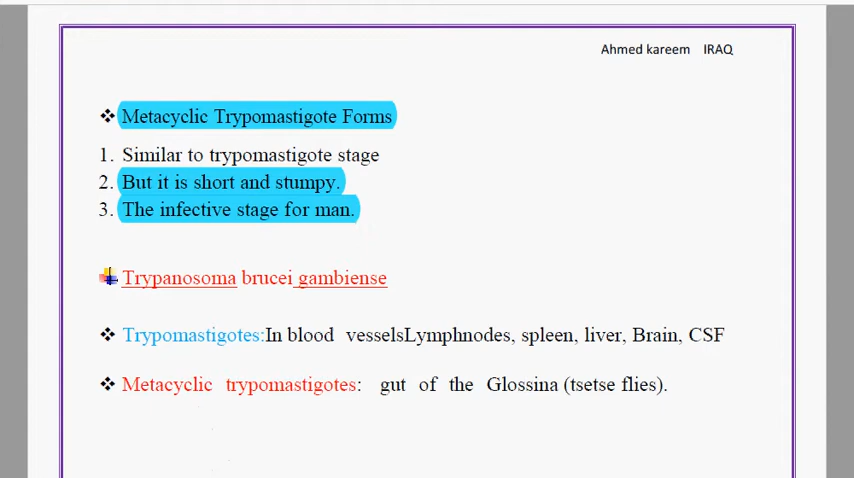 Ahmed kareem IRAQ
❖ Metacyclic Trypomastigote Forms
1. Similar to trypomastigote stage
2. But it is short and stumpy.
3. The infective stage for man.
Trypanosoma brucei gambiense
❖ Trypomastigotes:In blood vesselsLymphnodes, spleen, liver, Brain, CSF
❖ Metacyclic trypomastigotes: gut of the Glossina (tsetse flies).